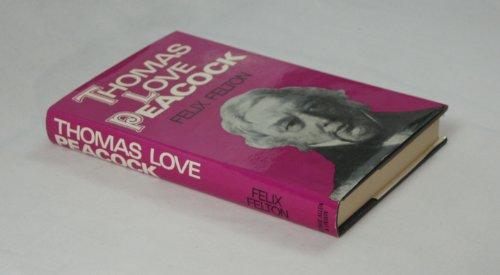 THOMAS
LOVE
PEACOCK
FELIX FELTON
THOMAS LOVE
PEACOCK
FELIX
FELTON